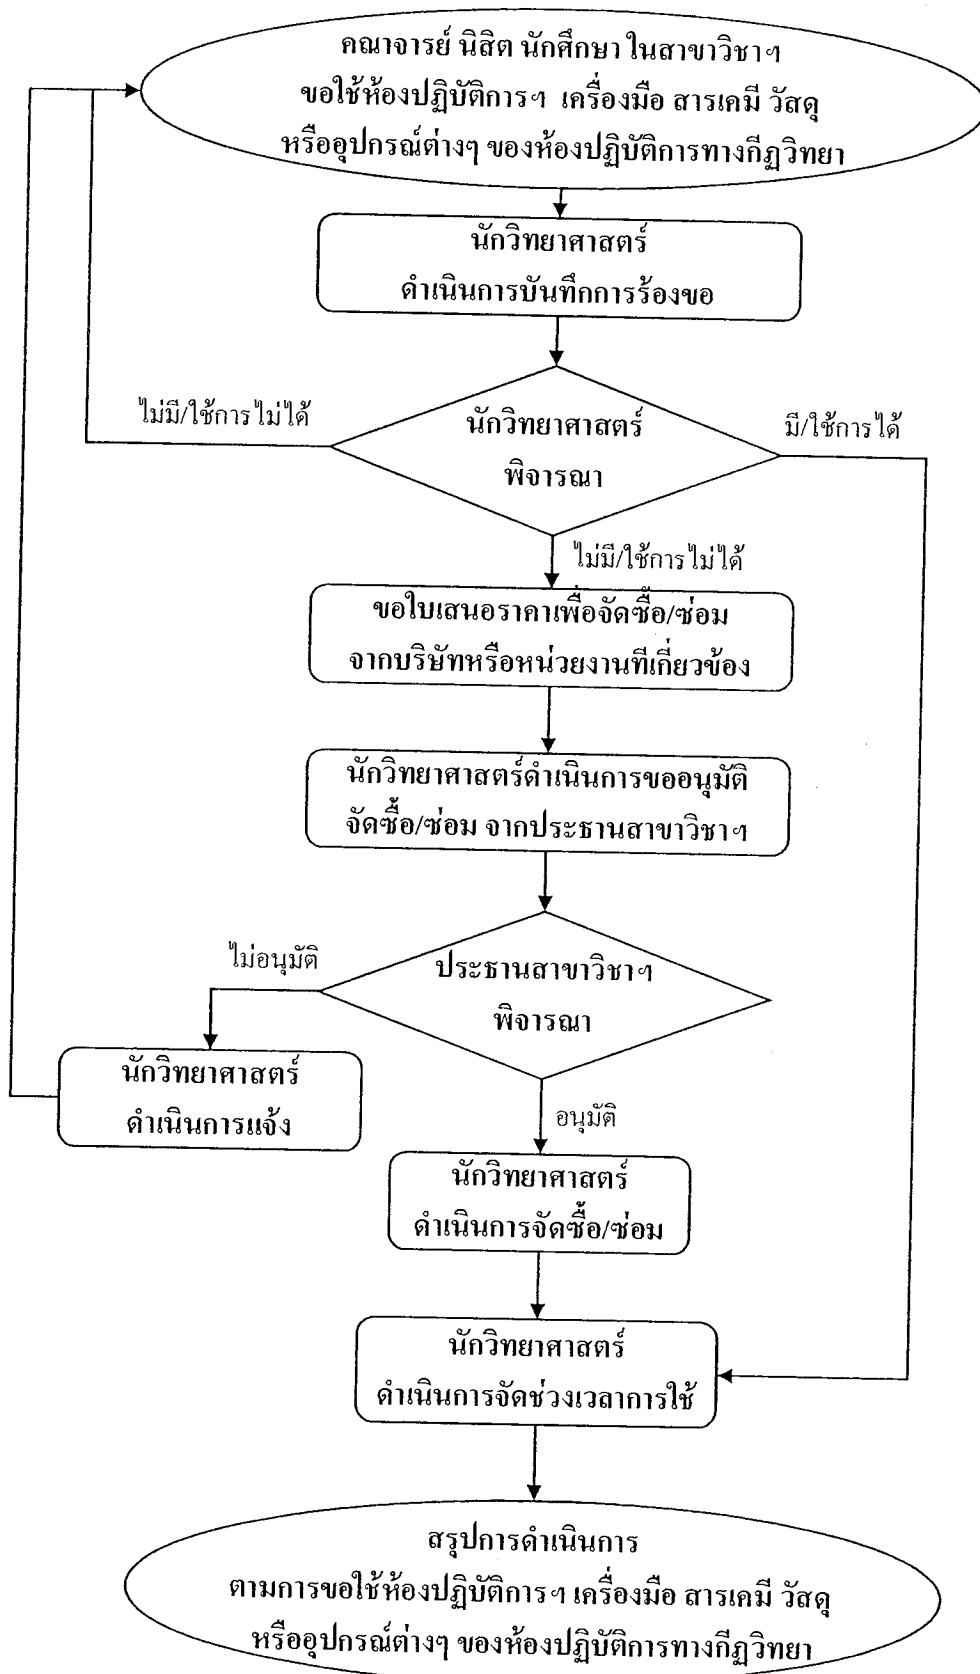 คณาจารย์ นิสิต นักศึกษา ในสาขาวิชาฯ
ขอใช้ห้องปฏิบัติการฯ เครื่องมือ สารเคมี วัสดุ
หรืออุปกรณ์ต่างๆ ของห้องปฏิบัติการทางกีฏวิทยา
นักวิทยาศาสตร์
ดำเนินการบันทึกการร้องขอ
ไม่มี/ใช้การไม่ได้
นักวิทยาศาสตร์
พิจารณา
มี/ใช้การได้
ไม่มี/ใช้การไม่ได้
ขอใบเสนอราคาเพื่อจัดซื้อ/ซ่อม
จากบริษัทหรือหน่วยงานที่เกี่ยวข้อง
นักวิทยาศาสตร์ดำเนินการขออนุมัติ
จัดซื้อ/ซ่อม จากประธานสาขาวิชาฯ
ไม่อนุมัติ
ประธานสาขาวิชาฯ
พิจารณา
นักวิทยาศาสตร์
ดำเนินการแจ้ง
อนุมัติ
นักวิทยาศาสตร์
ดำเนินการจัดซื้อ/ซ่อม
นักวิทยาศาสตร์
ดำเนินการจัดช่วงเวลาการใช้
สรุปการดำเนินการ
ตามการขอใช้ห้องปฏิบัติการฯ เครื่องมือ สารเคมี วัสดุ
หรืออุปกรณ์ต่างๆ ของห้องปฏิบัติการทางกีฏวิทยา